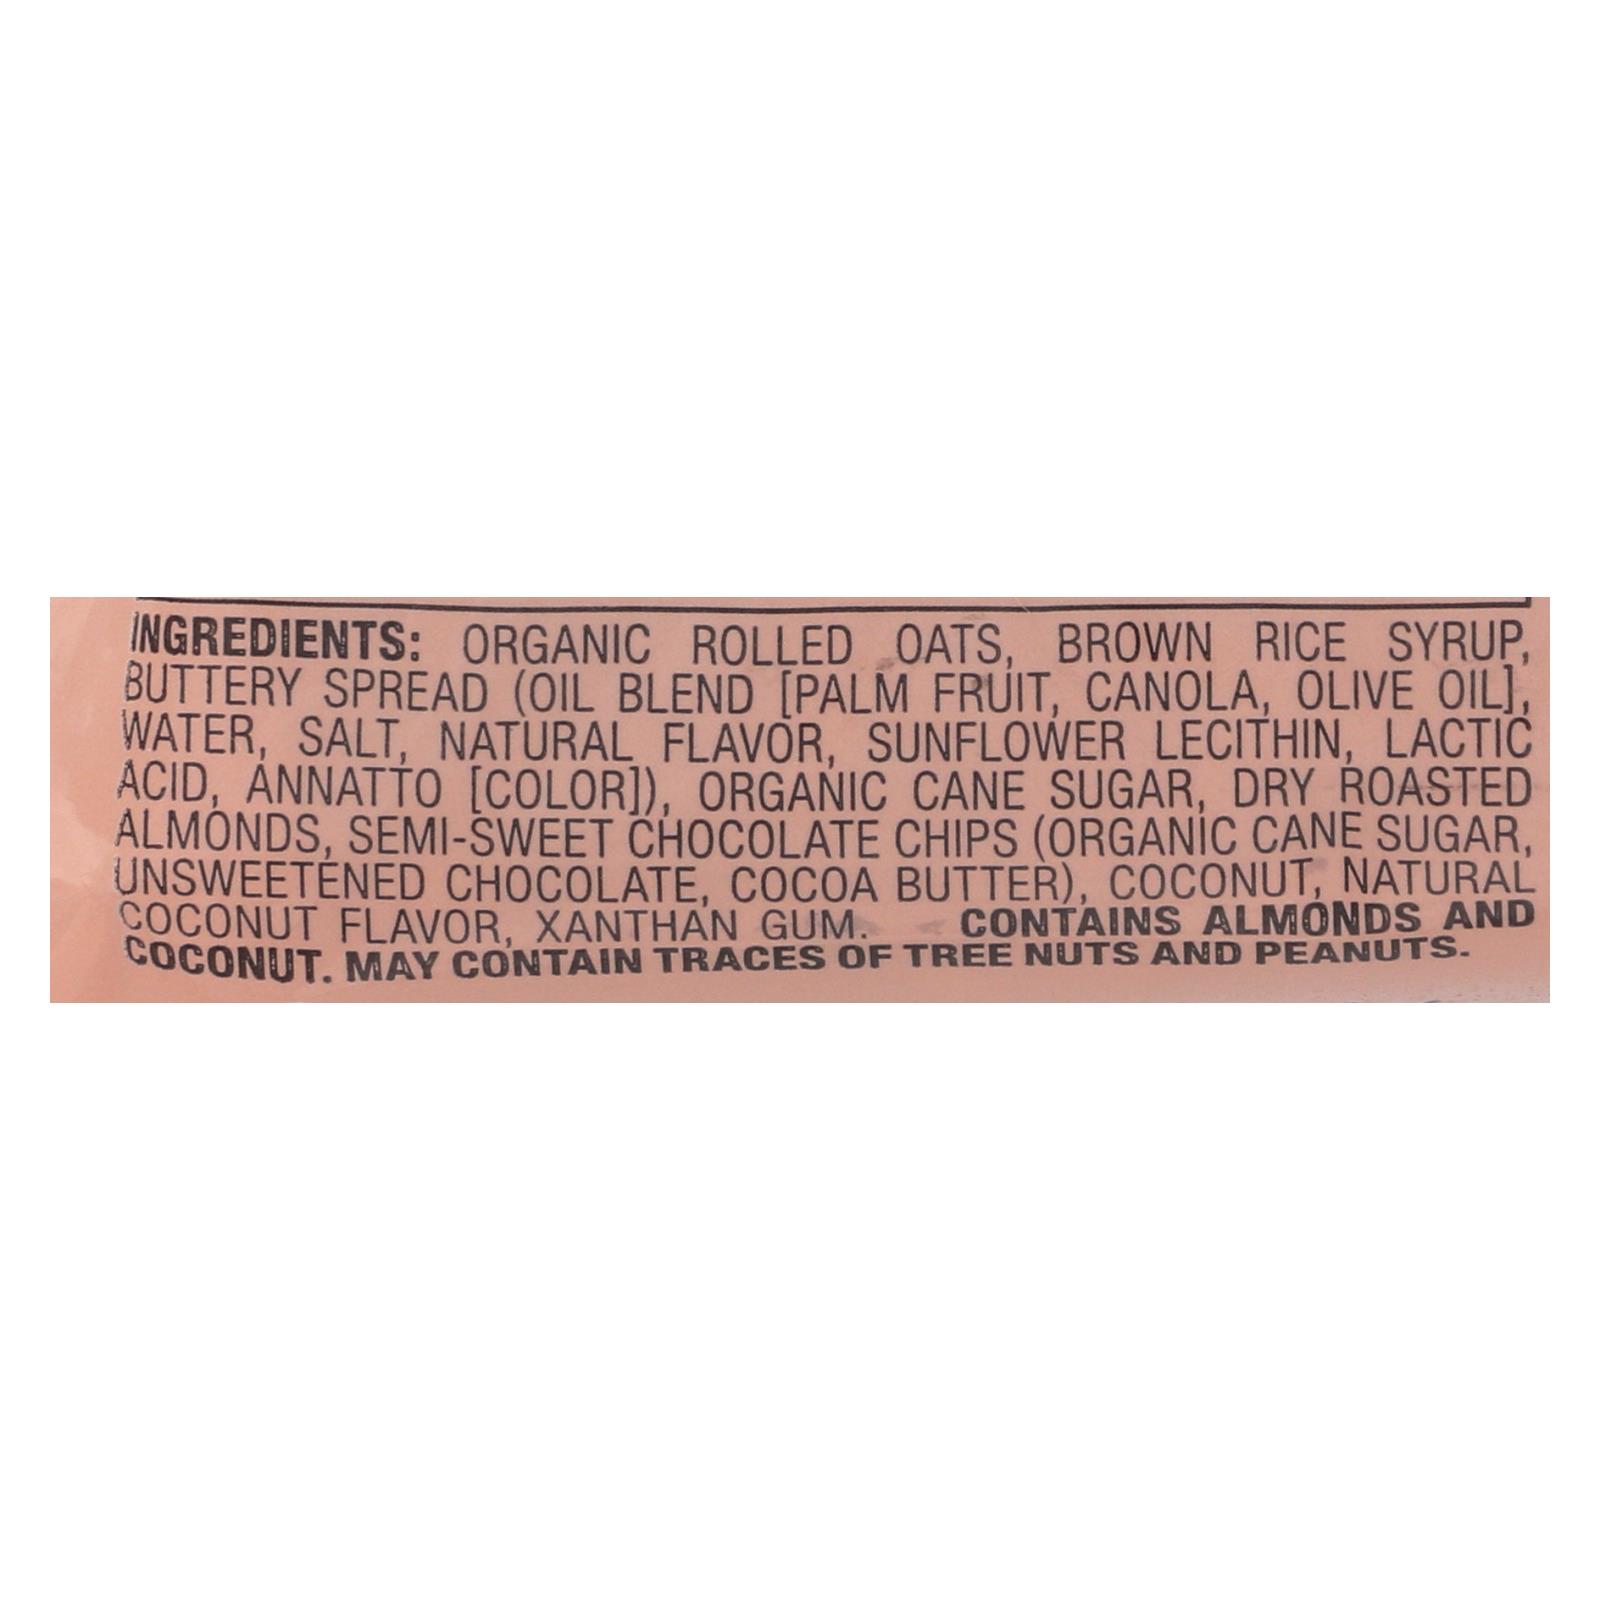 INGREDIENTS: ORGANIC ROLLED OATS, BROWN RICE SYRUP,
BUTTERY SPREAD (OIL BLEND [PALM FRUIT, CANOLA, OLIVE OIL],
WATER, SALT, NATURAL FLAVOR, SUNFLOWER LECITHIN, LACTIC
ACID, ANNATTO [COLOR]), ORGANIC CANE SUGAR, DRY ROASTED
ALMONDS, SEMI-SWEET CHOCOLATE CHIPS (ORGANIC CANE SUGAR,
UNSWEETENED CHOCOLATE, COCOA BUTTER), COCONUT, NATURAL
COCONUT FLAVOR, XANTHAN GUM. CONTAINS ALMONDS AND
COCONUT. MAY CONTAIN TRACES OF TREE NUTS AND PEANUTS.